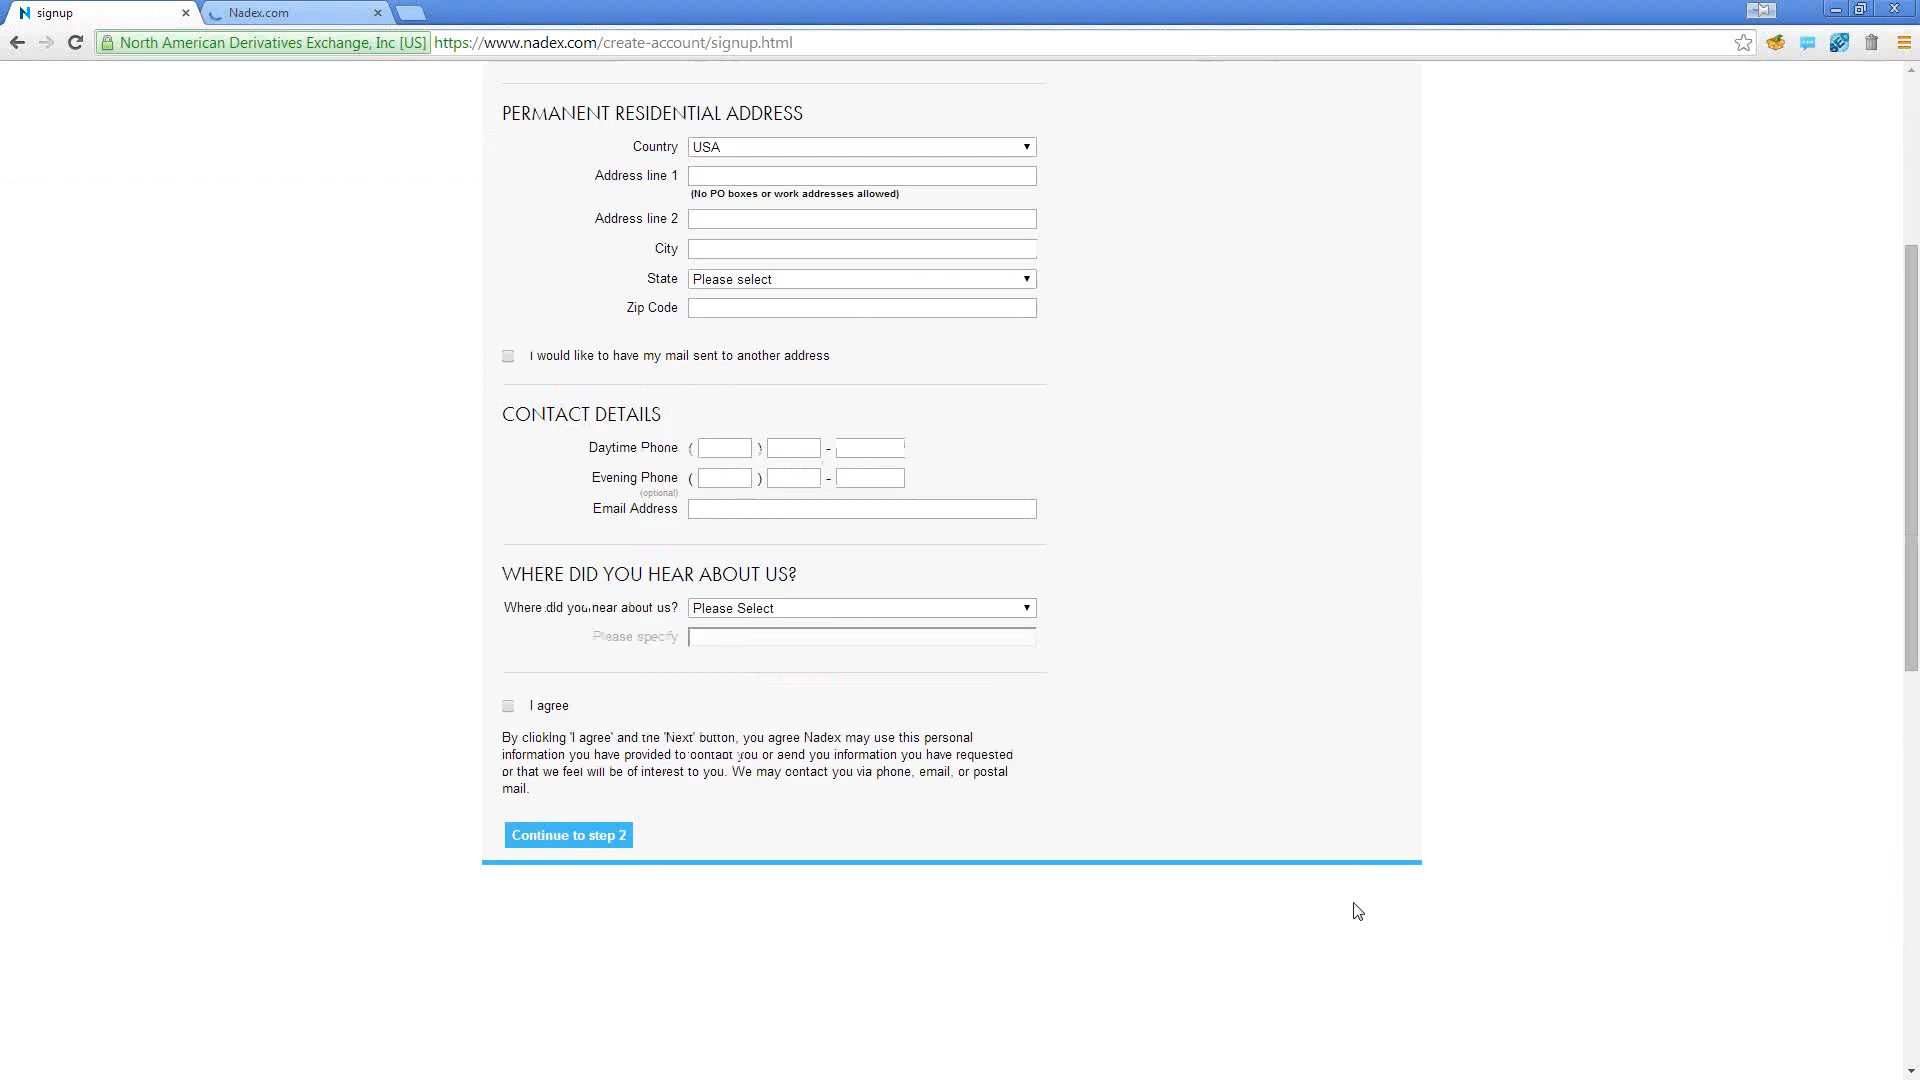 signup
Nadex.com
North American Derivatives Exchange, Inc [US]
https://www.nadex.com/create-account/signup.html
PERMANENT RESIDENTIAL ADDRESS
Country USA
Address line 1
(No PO boxes or work addresses allowed)
Address line 2
City
State Please select
Zip Code
I would like to have my mail sent to another address
CONTACT DETAILS
Daytime Phone ( ) -
Evening Phone ( ) -
(optional)
Email Address
WHERE DID YOU HEAR ABOUT US?
Where did you hear about us? Please Select
Please specify
I agree
By clicking 'I agree' and the 'Next' button, you agree Nadex may use this personal
information you have provided to contact you or send you information you have requested
or that we feel will be of interest to you. We may contact you via phone, email, or postal
mail.
Continue to step 2